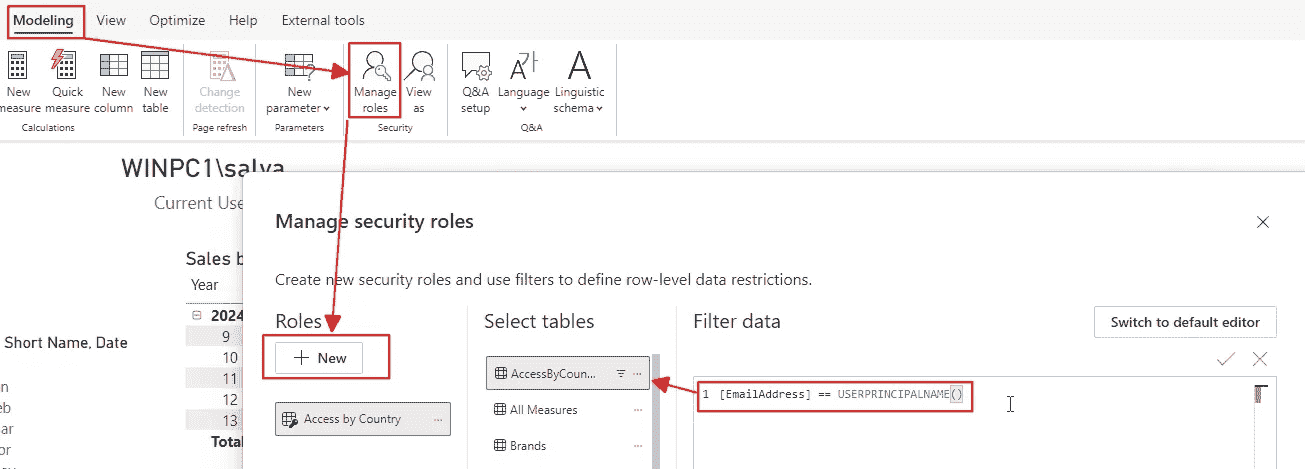 Modeling View Optimize Help External tools
New measure Quick measure New column New table Change detection New parameter Manage roles View as Q&A setup Language Linguistic schema
Calculations Page refresh Parameters Security Q&A
WINPC1\salva
Current Use
Manage security roles
Sales b
Create new security roles and use filters to define row-level data restrictions.
Year
2024
Roles Select tables Filter data Switch to default editor
9
Short Name, Date
New
10
AccessByCoun... ...
11
1 [EmailAddress] == USERPRINCIPALNAME()
12
All Measures ...
Access by Country ...
13
Total
Brands ...